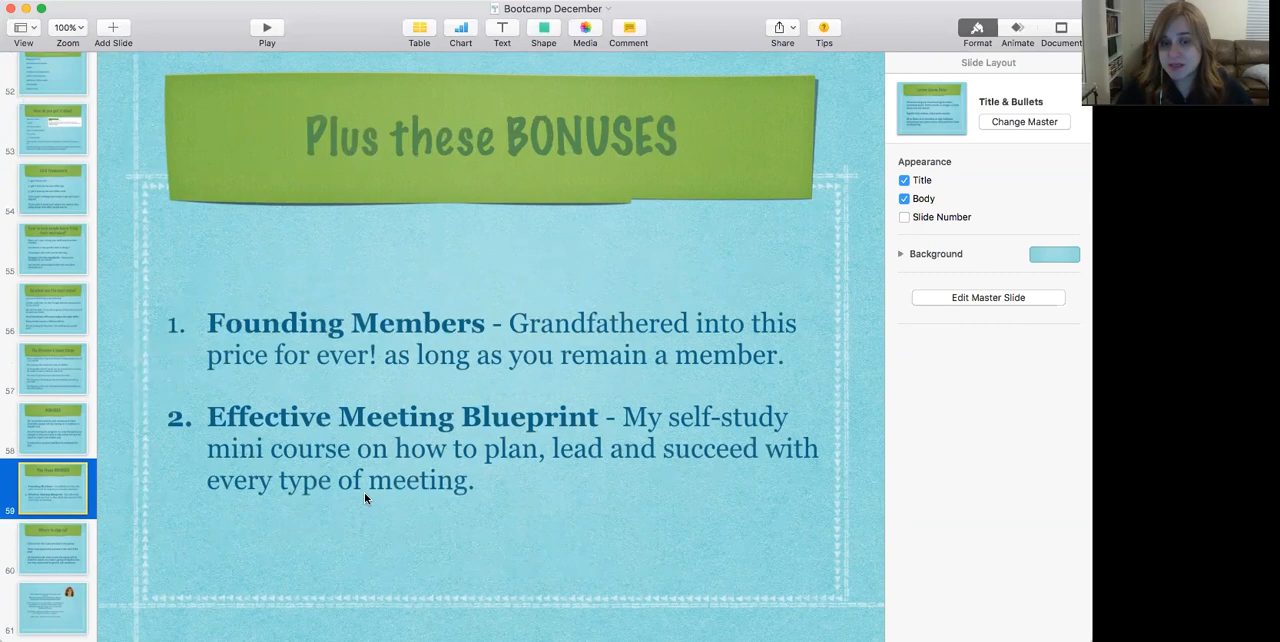 Bootcamp December
View
100%
Zoom
Add Slide
Play
Table
Chart
Text
Shape
Media
Comment
Share
Tips
Format
Animate
Document
Slide Layout
Title & Bullets
Change Master
Appearance
Title
Body
Slide Number
Background
Edit Master Slide
52
53
54
55
56
57
58
59
60
61
Plus these BONUSES
1. Founding Members - Grandfathered into this
price for ever! as long as you remain a member.
2. Effective Meeting Blueprint - My self-study
mini course on how to plan, lead and succeed with
every type of meeting.